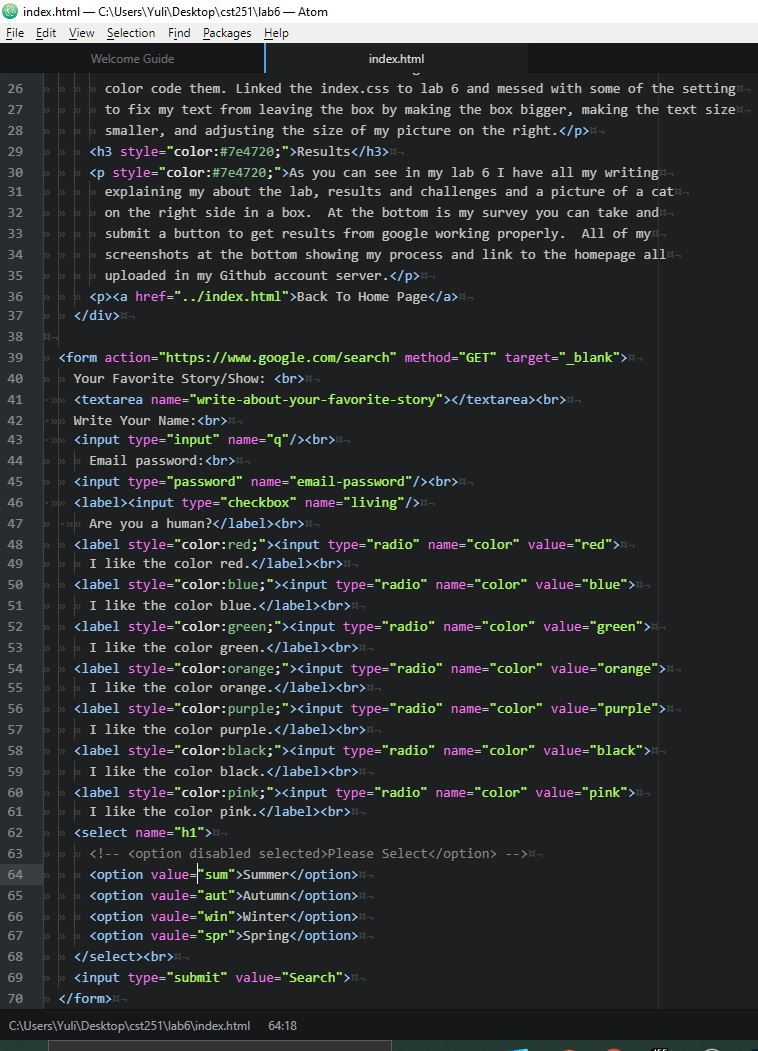 index.html — C:\Users\Yuli\Desktop\cst251\lab6 — Atom
File Edit View Selection Find Packages Help
Welcome Guide index.html
26 color code them. Linked the index.css to lab 6 and messed with some of the setting
27 to fix my text from leaving the box by making the box bigger, making the text size
28 smaller, and adjusting the size of my picture on the right.</p>
29 <h3 style="color:#7e4720;">Results</h3>
30 <p style="color:#7e4720;">As you can see in my lab 6 I have all my writing
31 explaining my about the lab, results and challenges and a picture of a cat
32 on the right side in a box.  At the bottom is my survey you can take and
33 submit a button to get results from google working properly.  All of my
34 screenshots at the bottom showing my process and link to the homepage all
35 uploaded in my Github account server.</p>
36 <p><a href="../index.html">Back To Home Page</a>
37 </div>
38
39 <form action="https://www.google.com/search" method="GET" target="_blank">
40 Your Favorite Story/Show: <br>
41 <textarea name="write-about-your-favorite-story"></textarea><br>
42 Write Your Name:<br>
43 <input type="input" name="q"/><br>
44 Email password:<br>
45 <input type="password" name="email-password"/><br>
46 <label><input type="checkbox" name="living"/>
47 Are you a human?</label><br>
48 <label style="color:red;"><input type="radio" name="color" value="red">
49 I like the color red.</label><br>
50 <label style="color:blue;"><input type="radio" name="color" value="blue">
51 I like the color blue.</label><br>
52 <label style="color:green;"><input type="radio" name="color" value="green">
53 I like the color green.</label><br>
54 <label style="color:orange;"><input type="radio" name="color" value="orange">
55 I like the color orange.</label><br>
56 <label style="color:purple;"><input type="radio" name="color" value="purple">
57 I like the color purple.</label><br>
58 <label style="color:black;"><input type="radio" name="color" value="black">
59 I like the color black.</label><br>
60 <label style="color:pink;"><input type="radio" name="color" value="pink">
61 I like the color pink.</label><br>
62 <select name="h1">
63 <!-- <option disabled selected>Please Select</option> -->
64 <option value="sum">Summer</option>
65 <option vaule="aut">Autumn</option>
66 <option vaule="win">Winter</option>
67 <option vaule="spr">Spring</option>
68 </select><br>
69 <input type="submit" value="Search">
70 </form>
C:\Users\Yuli\Desktop\cst251\lab6\index.html 64:18